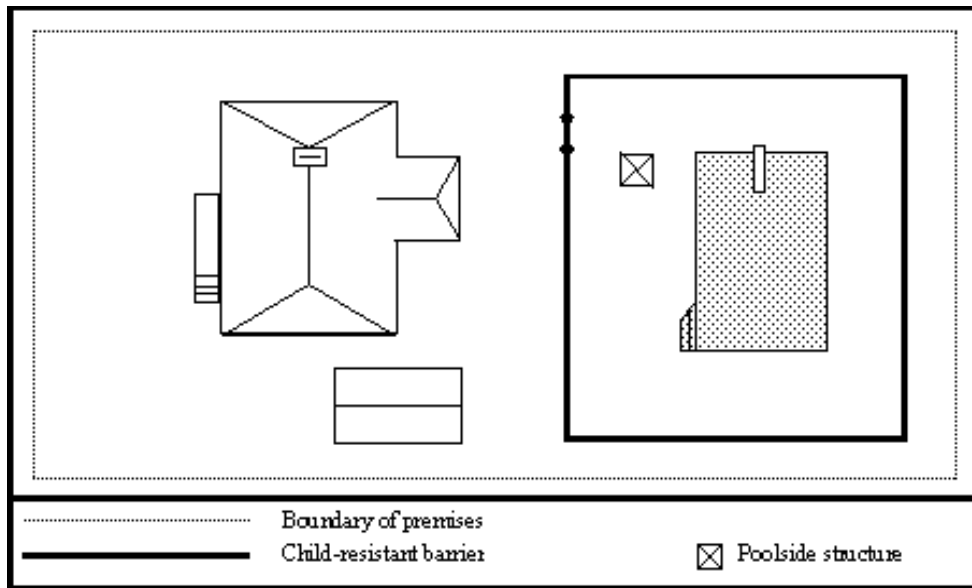 Boundary of premises
Child-resistant barrier
Poolside structure